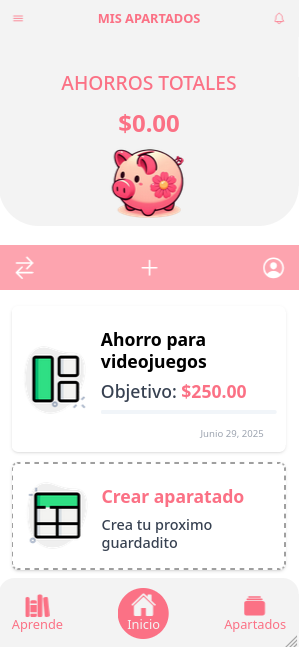 MIS APARTADOS
AHORROS TOTALES
$0.00
Ahorro para
videojuegos
Objetivo: $250.00
Junio 29, 2025
Crear aparatado
Crea tu proximo
guardadito
Aprende
Inicio
Apartados